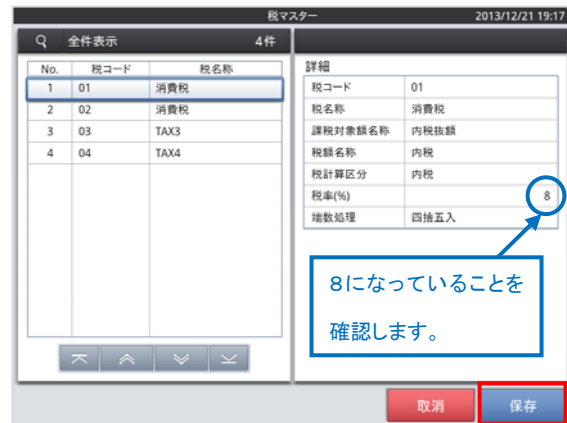 税マスター 2013/12/21 19:17
全件表示 4件
No. 税コード 税名称
1 01 消費税
2 02 消費税
3 03 TAX3
4 04 TAX4
詳細
税コード 01
税名称 消費税
課税対象額名称 内税抜額
税額名称 内税
税計算区分 内税
税率(%) 8
端数処理 四捨五入
8になっていることを
確認します。
取消 保存